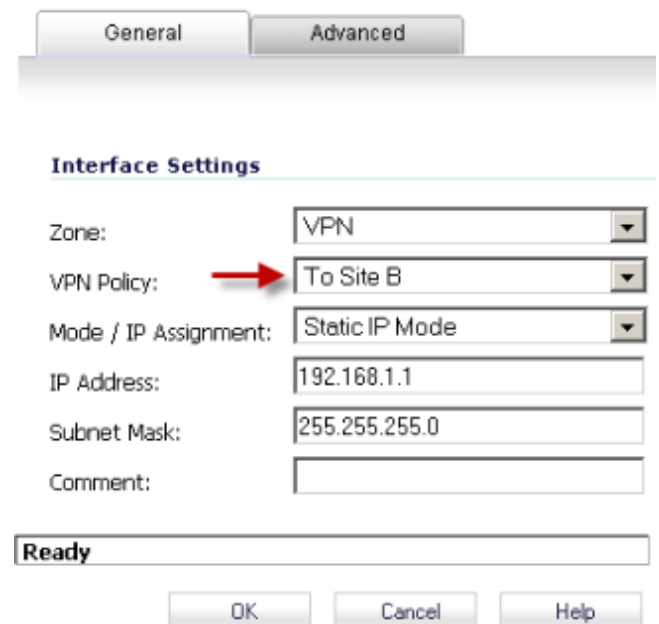 General Advanced
Interface Settings
Zone: VPN
VPN Policy: To Site B
Mode / IP Assignment: Static IP Mode
IP Address: 192.168.1.1
Subnet Mask: 255.255.255.0
Comment:
Ready
OK Cancel Help